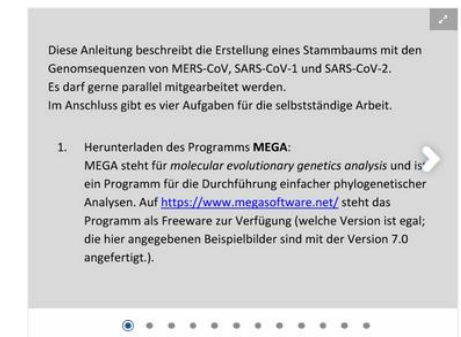 Diese Anleitung beschreibt die Erstellung eines Stammbaums mit den
Genomsequenzen von MERS-CoV, SARS-CoV-1 und SARS-CoV-2.
Es darf gerne parallel mitgearbeitet werden.
Im Anschluss gibt es vier Aufgaben für die selbstständige Arbeit.
1. Herunterladen des Programms MEGA:
MEGA steht für molecular evolutionary genetics analysis und ist
ein Programm für die Durchführung einfacher phylogenetischer
Analysen. Auf https://www.megasoftware.net/ steht das
Programm als Freeware zur Verfügung (welche Version ist egal;
die hier angegebenen Beispielbilder sind mit der Version 7.0
angefertigt.).